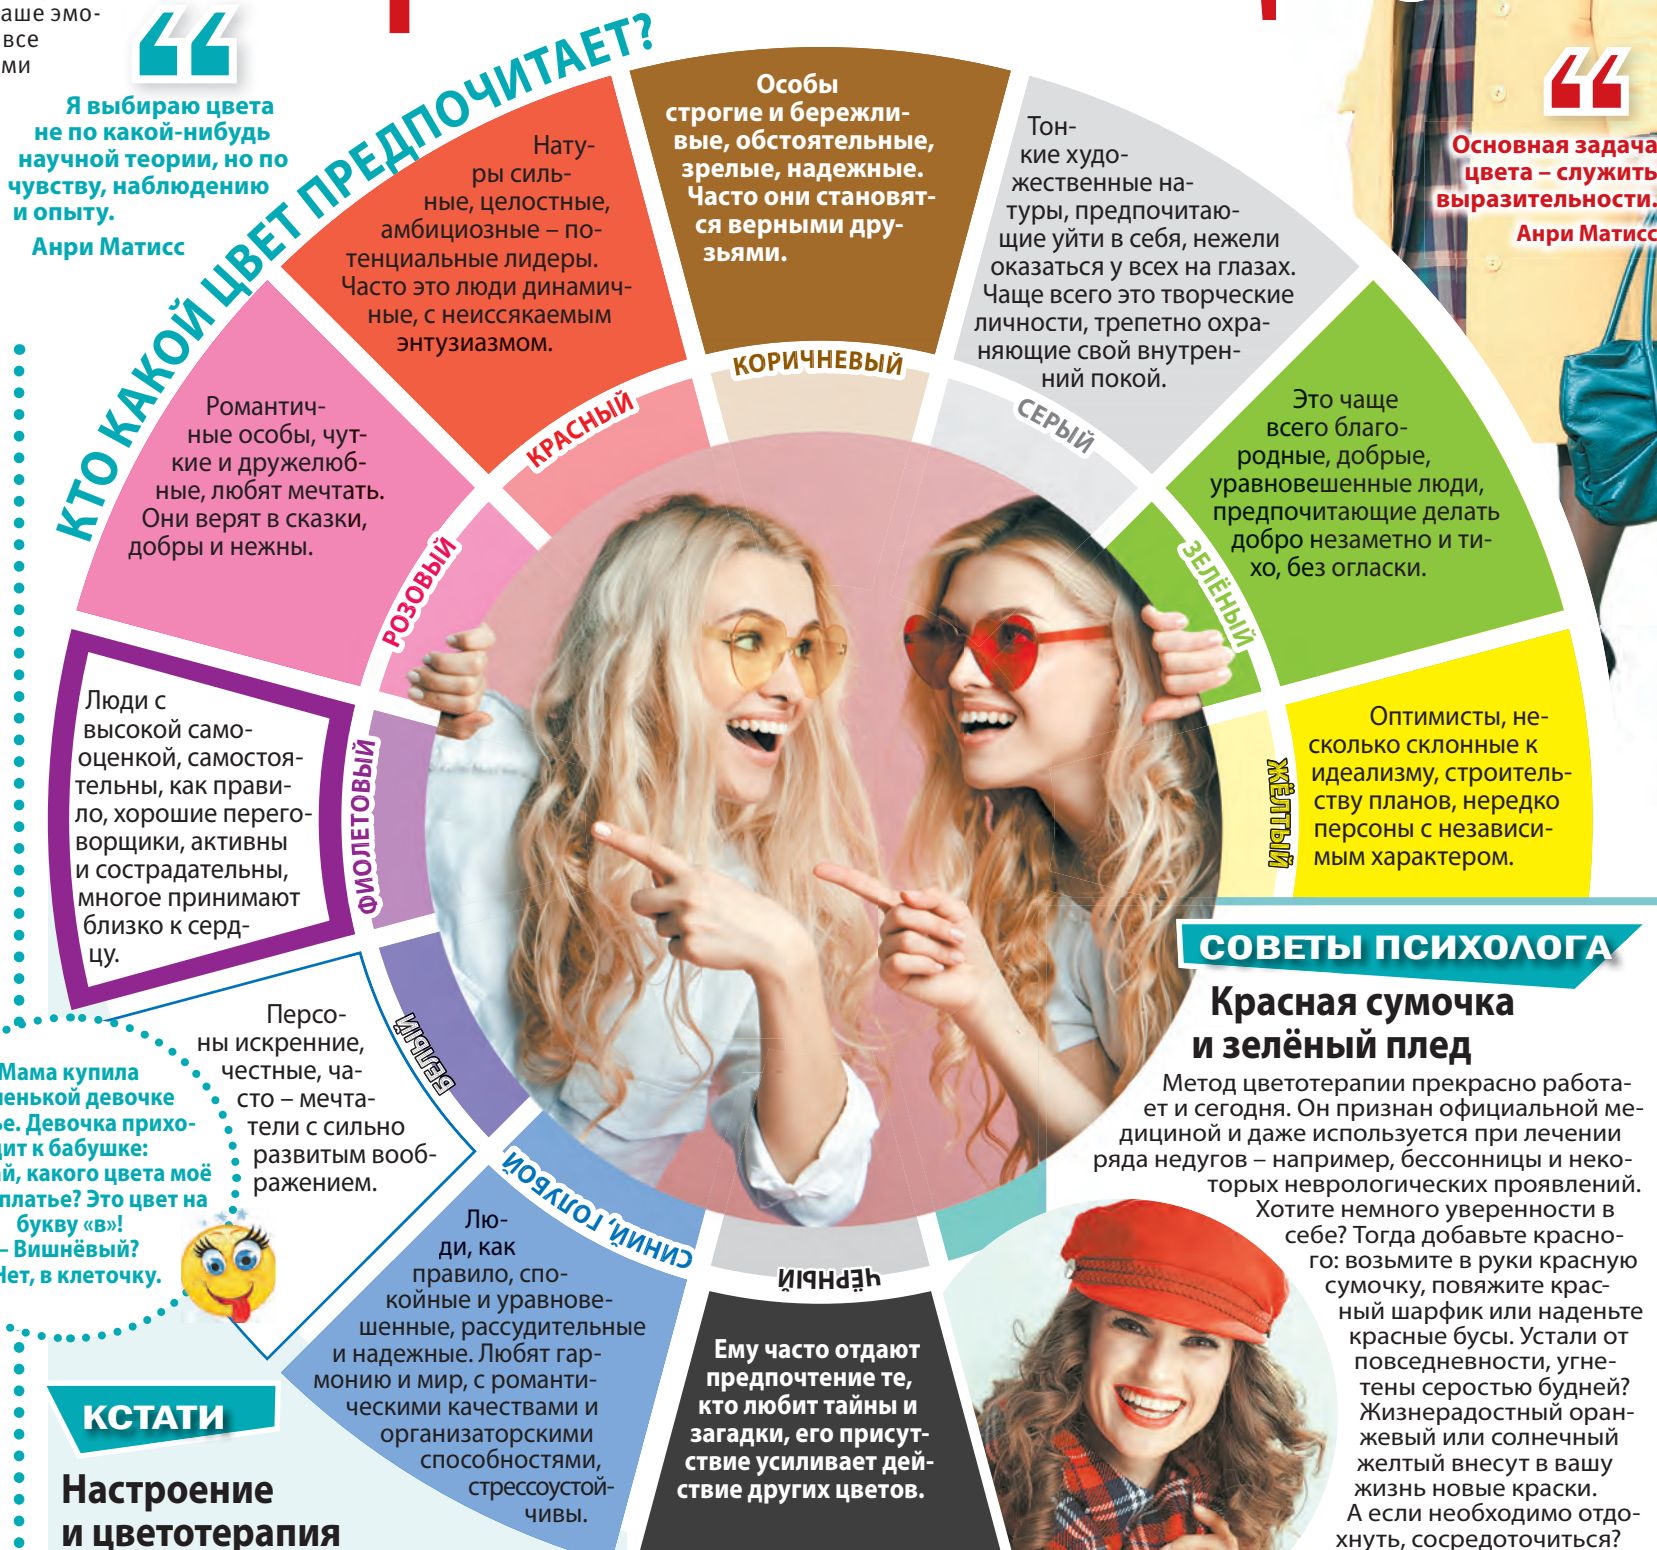 аше эмо-
все
ми
Я выбираю цвета
не по какой-нибудь
научной теории, но по
чувству, наблюдению
и опыту.
Анри Матисс
КТО КАКОЙ ЦВЕТ ПРЕДПОЧИТАЕТ?
Основная задача
цвета – служить
выразительности.
Анри Матисс
Люди с
высокой само-
оценкой, самостоя-
тельны, как прави-
ло, хорошие перего-
ворщики, активны
и сострадательны,
многое принимают
близко к серд-
цу.
ФИОЛЕТОВЫЙ
Романтич-
ные особы, чут-
кие и дружелюб-
ные, любят мечтать.
Они верят в сказки,
добры и нежны.
РОЗОВЫЙ
Нату-
ры силь-
ные, целостные,
амбициозные – по-
тенциальные лидеры.
Часто это люди динамич-
ные, с неиссякаемым
энтузиазмом.
КРАСНЫЙ
Особы
строгие и бережли-
вые, обстоятельные,
зрелые, надежные.
Часто они становят-
ся верными дру-
зьями.
КОРИЧНЕВЫЙ
Тон-
кие худо-
жественные на-
туры, предпочитаю-
щие уйти в себя, нежели
оказаться у всех на глазах.
Чаще всего это творческие
личности, трепетно охра-
няющие свой внутрен-
ний покой.
СЕРЫЙ
Это чаще
всего благо-
родные, добрые,
уравновешенные люди,
предпочитающие делать
добро незаметно и ти-
хо, без огласки.
ЗЕЛЁНЫЙ
Оптимисты, не-
сколько склонные к
идеализму, строитель-
ству планов, нередко
персоны с независи-
мым характером.
ЖЁЛТЫЙ
Персо-
ны искренние,
честные, ча-
сто – мечта-
тели с сильно
развитым вооб-
ражением.
БЕЛЫЙ
Лю-
ди, как
правило, спо-
койные и уравнове-
шенные, рассудительные
и надежные. Любят гар-
монию и мир, с романти-
ческими качествами и
организаторскими
способностями,
стрессоустой-
чивы.
СИНИЙ, ГОЛУБОЙ
ЧЁРНЫЙ
Ему часто отдают
предпочтение те,
кто любит тайны и
загадки, его присут-
ствие усиливает дей-
ствие других цветов.
Мама купила
енькой девочке
ье. Девочка прихо-
ит к бабушке:
ай, какого цвета моё
платье? Это цвет на
букву «в»!
– Вишнёвый?
Нет, в клеточку.
КСТАТИ
Настроение
и цветотерапия
СОВЕТЫ ПСИХОЛОГА
Красная сумочка
и зелёный плед
Метод цветотерапии прекрасно работа-
ет и сегодня. Он признан официальной ме-
дициной и даже используется при лечении
ряда недугов – например, бессонницы и неко-
торых неврологических проявлений.
Хотите немного уверенности в
себе? Тогда добавьте красно-
го: возьмите в руки красную
сумочку, повяжите крас-
ный шарфик или наденьте
красные бусы. Устали от
повседневности, угне-
тены серостью будней?
Жизнерадостный оран-
жевый или солнечный
желтый внесут в вашу
жизнь новые краски.
А если необходимо отдо-
хнуть, сосредоточиться?